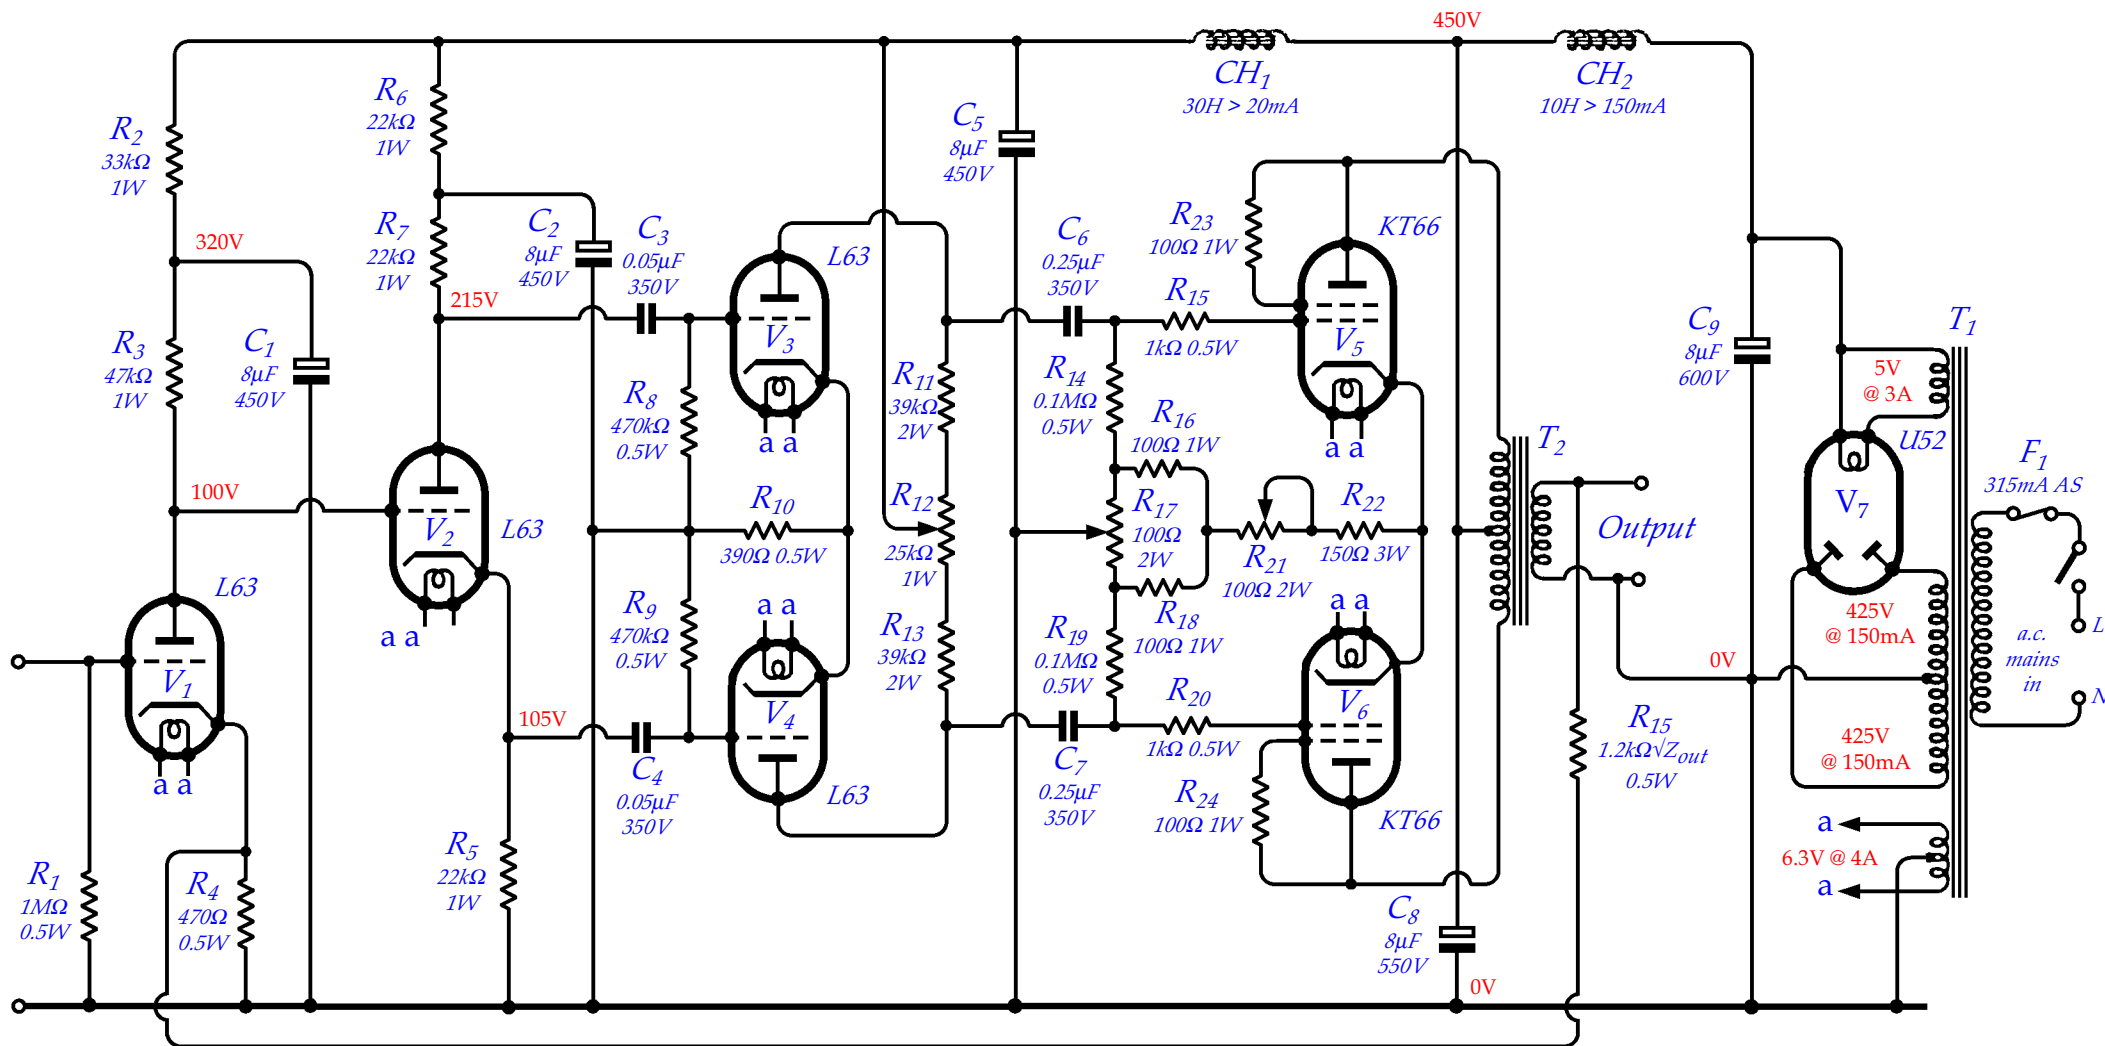 450V
CH1
30H > 20mA
CH2
10H > 150mA
R2
33kΩ
1W
R6
22kΩ
1W
C5
8µF
450V
320V
R7
22kΩ
1W
C2
8µF
450V
C3
0.05µF
350V
L63
C6
0.25µF
350V
R23
100Ω 1W
KT66
R3
47kΩ
1W
C1
8µF
450V
215V
V3
R15
1kΩ 0.5W
V5
C9
8µF
600V
T1
5V
@ 3A
R8
470kΩ
0.5W
a a
R11
39kΩ
2W
R14
0.1MΩ
0.5W
R16
100Ω 1W
a a
T2
U52
F1
315mA AS
100V
V2
L63
R10
390Ω 0.5W
R12
25kΩ
1W
R17
100Ω
2W
R21
100Ω 2W
R22
150Ω 3W
Output
V7
L63
a a
R9
470kΩ
0.5W
a a
R13
39kΩ
2W
R18
100Ω 1W
R19
0.1MΩ
0.5W
a a
425V
@ 150mA
a.c.
mains
in
L
N
0V
V1
a a
105V
V4
L63
C4
0.05µF
350V
R20
1kΩ 0.5W
V6
KT66
C7
0.25µF
350V
R24
100Ω 1W
R15
1.2kΩ√Zout
0.5W
425V
@ 150mA
a
6.3V @ 4A
a
R1
1MΩ
0.5W
R4
470Ω
0.5W
R5
22kΩ
1W
C8
8µF
550V
0V